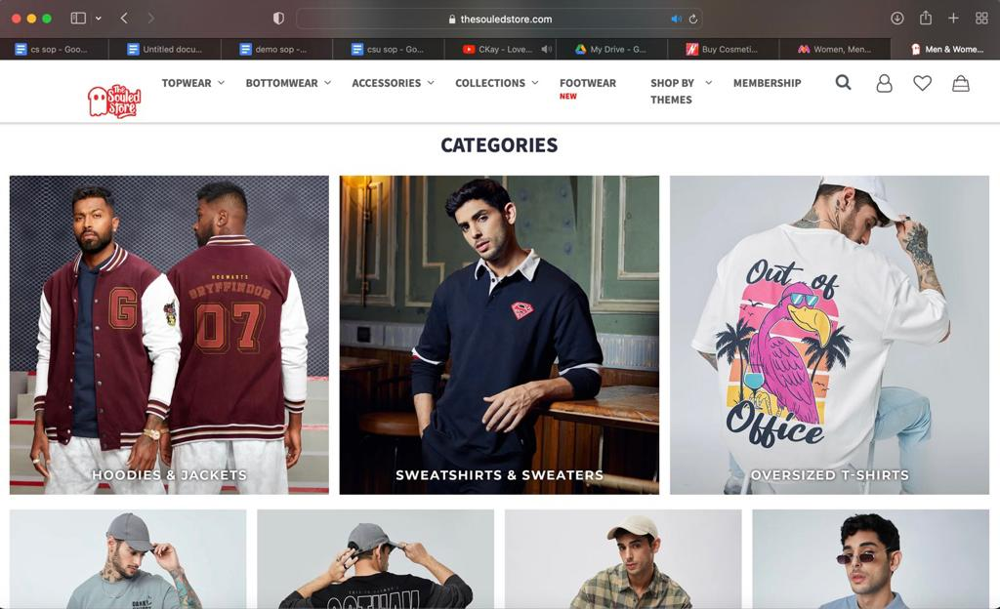 thesouledstore.com
cs sop - Goo...
Untitled docu...
demo sop -...
csu sop - Go...
CKay - Love...
My Drive - G...
Buy Cosmeti...
Women, Men...
Men & Wome...
The
Souled
Store
TOPWEAR
BOTTOMWEAR
ACCESSORIES
COLLECTIONS
FOOTWEAR
NEW
SHOP BY
THEMES
MEMBERSHIP
CATEGORIES
G
HOGWARTS
GRYFFINDOR
07
HOODIES & JACKETS
SWEATSHIRTS & SWEATERS
Out of
Office
OVERSIZED T-SHIRTS
GOTHAM